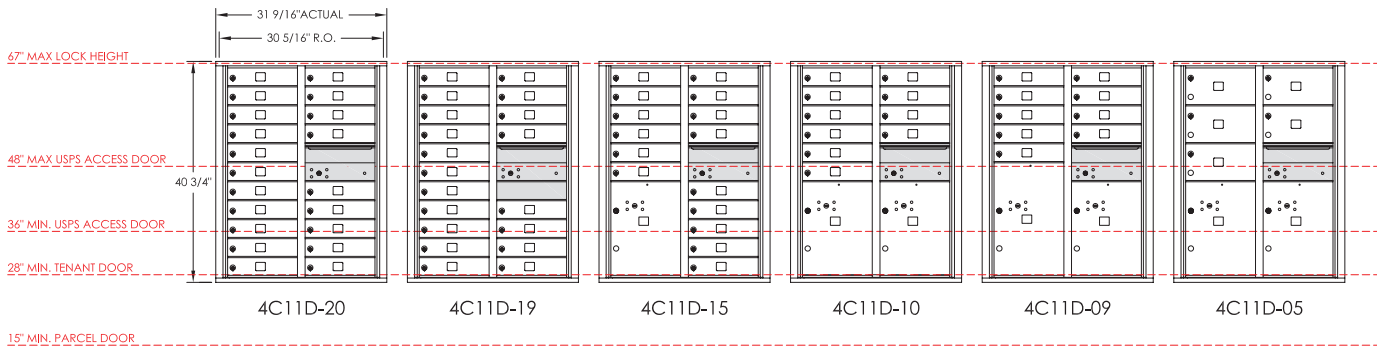 31 9/16"ACTUAL
30 5/16" R.O.
67" MAX LOCK HEIGHT
48" MAX USPS ACCESS DOOR
40 3/4"
36" MIN. USPS ACCESS DOOR
28" MIN. TENANT DOOR
4C11D-20
4C11D-19
4C11D-15
4C11D-10
4C11D-09
4C11D-05
15" MIN. PARCEL DOOR